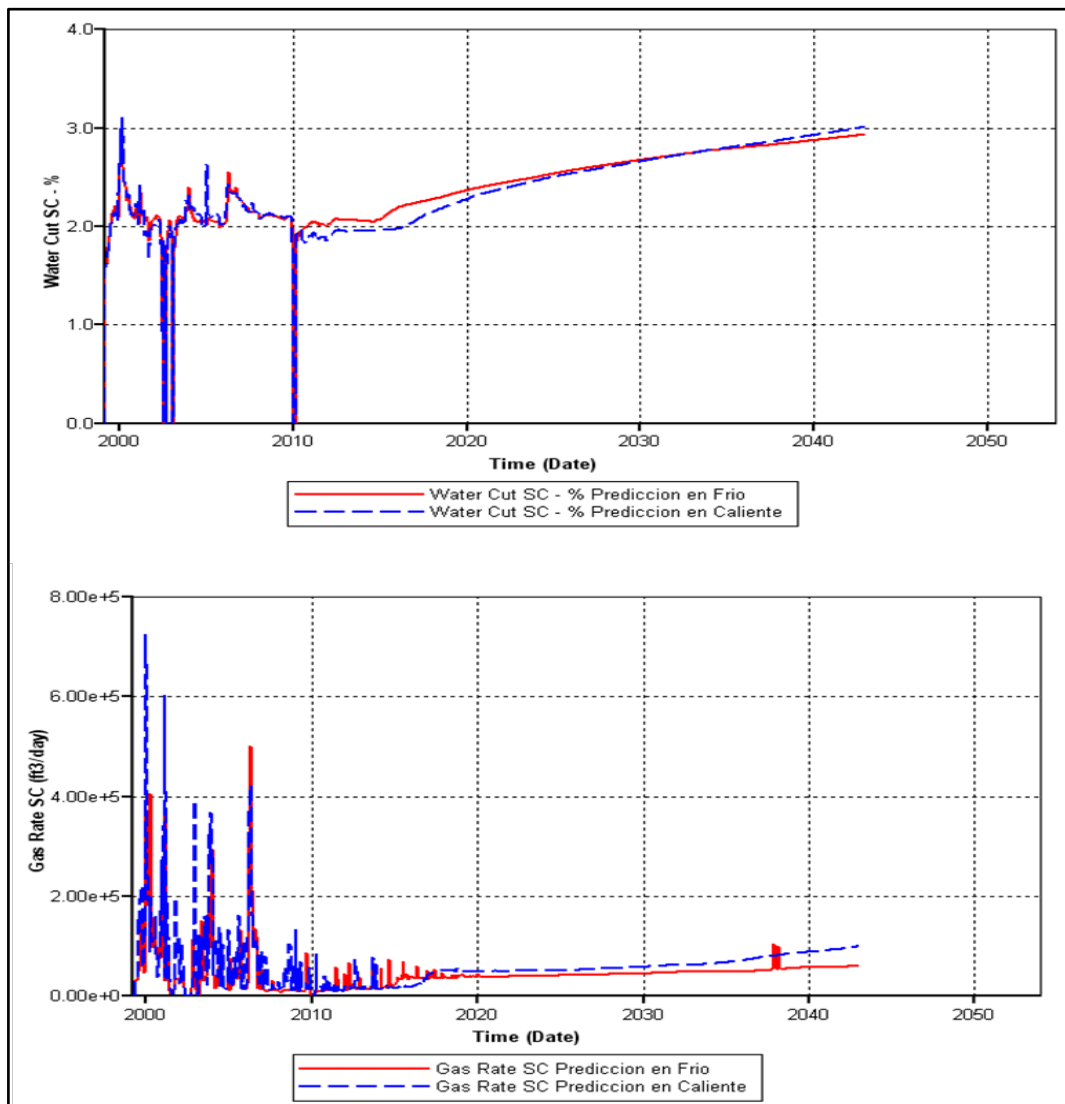 4.0
3.0
2.0
1.0
0.0
Water Cut SC - %
2000 2010 2020 2030 2040 2050
Time (Date)
Water Cut SC - % Prediccion en Frio
Water Cut SC - % Prediccion en Caliente
8.00e+5
6.00e+5
4.00e+5
2.00e+5
0.00e+0
Gas Rate SC (ft3/day)
2000 2010 2020 2030 2040 2050
Time (Date)
Gas Rate SC Prediccion en Frio
Gas Rate SC Prediccion en Caliente